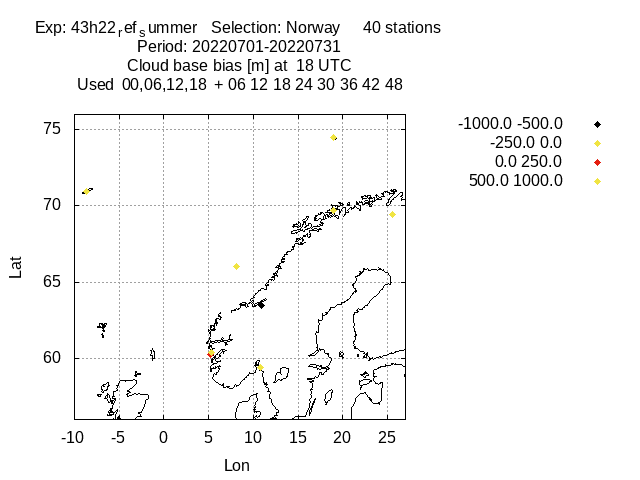 Exp: 43h22refsummer Selection: Norway 40 stations
Period: 20220701-20220731
Cloud base bias [m] at 18 UTC
Used 00,06,12,18 + 06 12 18 24 30 36 42 48
-1000.0 -500.0
-250.0 0.0
0.0 250.0
500.0 1000.0
75
70
65
60
Lat
-10 -5 0 5 10 15 20 25
Lon